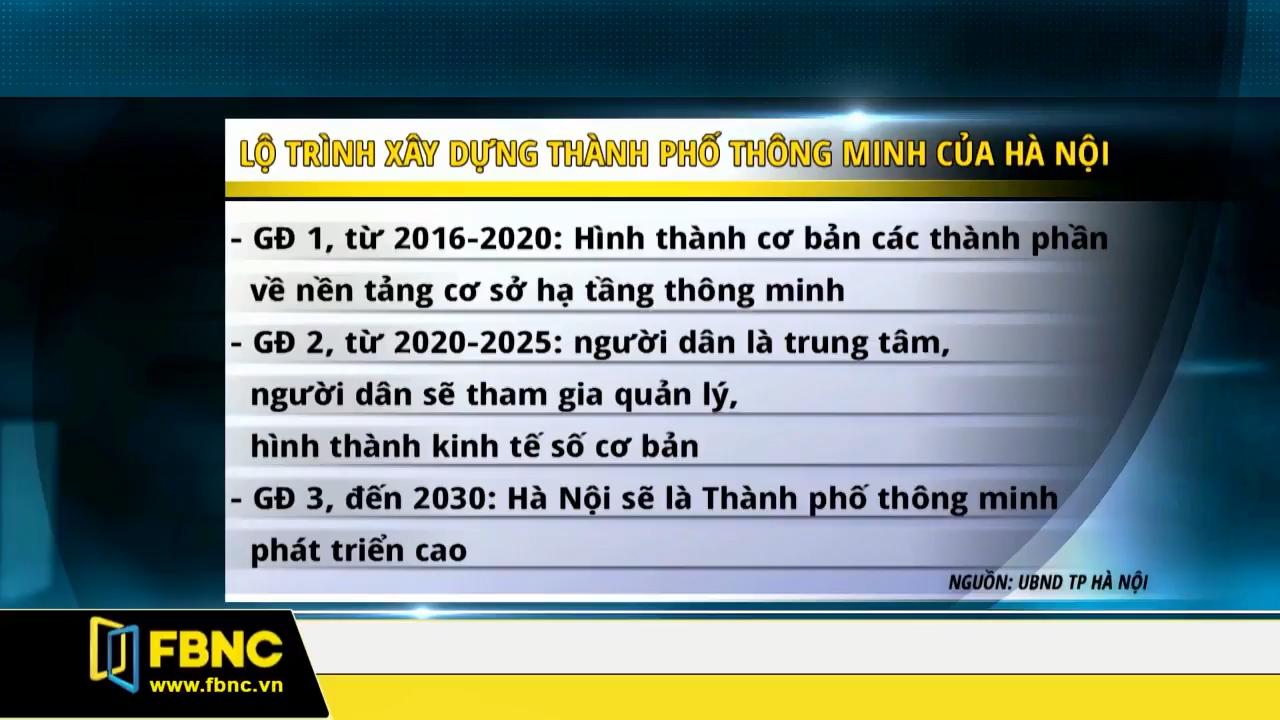 LỘ TRÌNH XÂY DỰNG THÀNH PHỐ THÔNG MINH CỦA HÀ NỘI
- GĐ 1, từ 2016-2020: Hình thành cơ bản các thành phần
về nền tảng cơ sở hạ tầng thông minh
- GĐ 2, từ 2020-2025: người dân là trung tâm,
người dân sẽ tham gia quản lý,
hình thành kinh tế số cơ bản
- GĐ 3, đến 2030: Hà Nội sẽ là Thành phố thông minh
phát triển cao
NGUỒN: UBND TP HÀ NỘI
FBNC
www.fbnc.vn